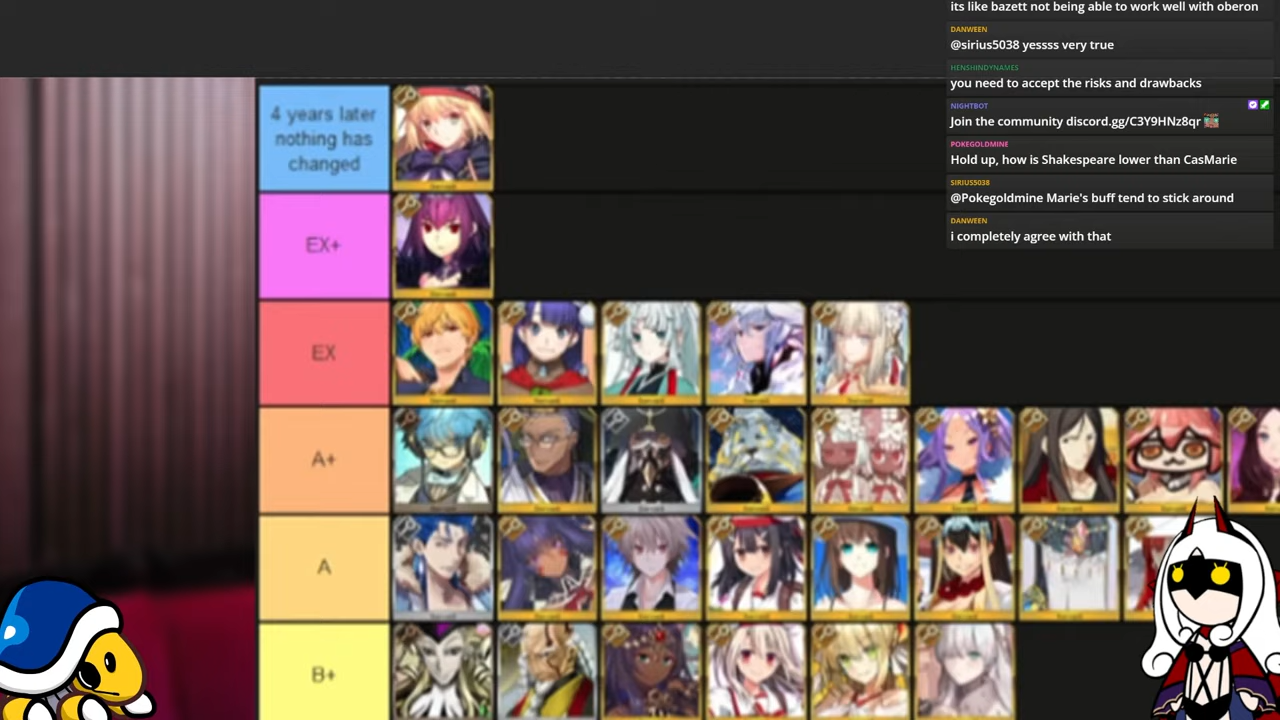 its like bazett not being able to work well with oberon
DANWEEN
@sirius5038 yessss very true
HENSHINDYNAMES
you need to accept the risks and drawbacks
NIGHTBOT
Join the community discord.gg/C3Y9HNz8qr
POKEGOLDMINE
Hold up, how is Shakespeare lower than CasMarie
SIRIUS5038
@Pokegoldmine Marie's buff tend to stick around
DANWEEN
i completely agree with that
4 years later
nothing has
changed
EX+
EX
A+
A
B+